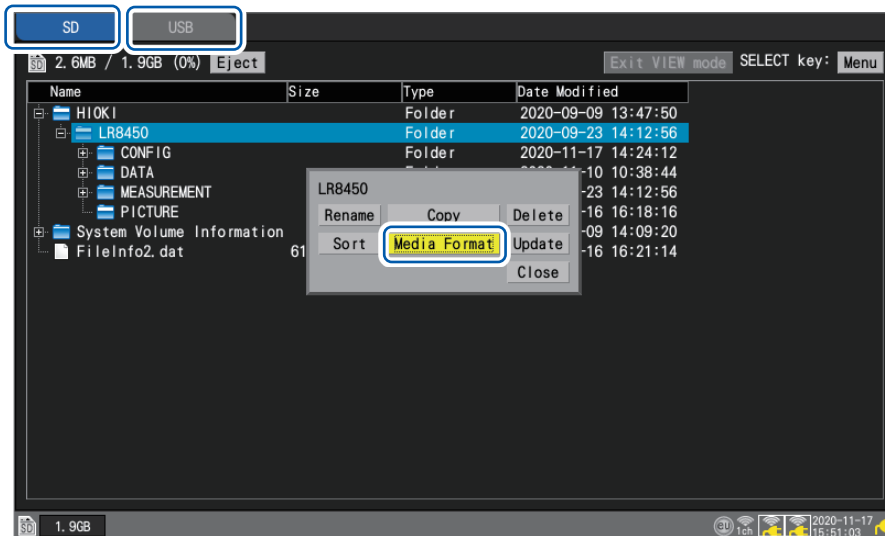 SD USB
SD 2.6MB / 1.9GB (0%) Eject Exit VIEW mode SELECT key: Menu
Name Size Type Date Modified
HIOKI Folder 2020-09-09 13:47:50
LR8450 Folder 2020-09-23 14:12:56
CONFIG Folder 2020-11-17 14:24:12
DATA -10 10:38:44
MEASUREMENT -23 14:12:56
PICTURE -16 16:18:16
System Volume Information -09 14:09:20
FileInfo2.dat 61 -16 16:21:14
LR8450
Rename Copy Delete
Sort Media Format Update
Close
SD 1.9GB eu 1ch 2020-11-17
15:51:03